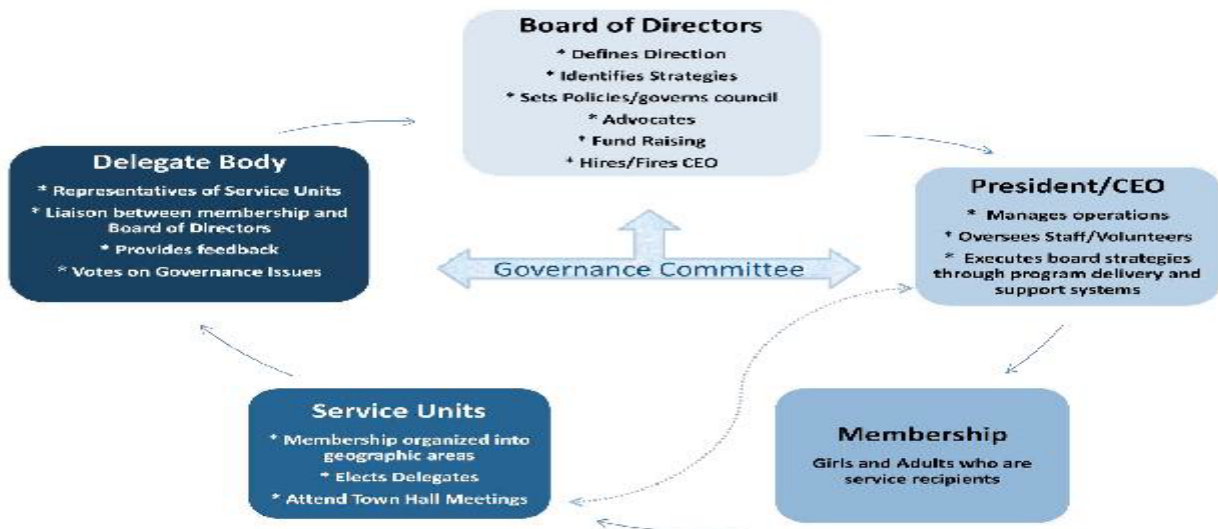 Board of Directors
* Defines Direction
* Identifies Strategies
* Sets Policies/governs council
* Advocates
* Fund Raising
* Hires/Fires CEO
Delegate Body
* Representatives of Service Units
* Liaison between membership and
Board of Directors
* Provides feedback
* Votes on Governance Issues
President/CEO
* Manages operations
* Oversees Staff/Volunteers
* Executes board strategies
through program delivery and
support systems
Governance Committee
Service Units
* Membership organized into
geographic areas
* Elects Delegates
* Attend Town Hall Meetings
Membership
Girls and Adults who are
service recipients